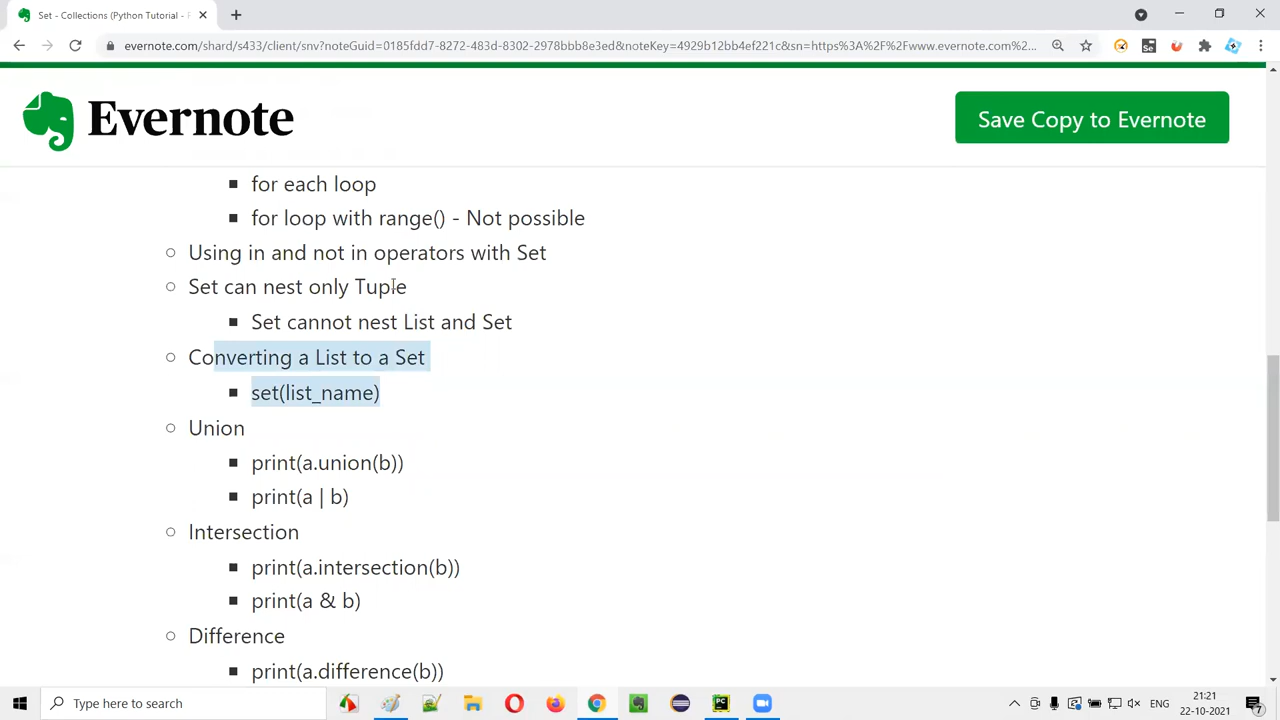 Set - Collections (Python Tutorial - F
evernote.com/shard/s433/client/snv?noteGuid=0185fdd7-8272-483d-8302-2978bbb8e3ed&noteKey=4929b12bb4ef221c&sn=https%3A%2F%2Fwww.evernote.com%2...
Se
Evernote
Save Copy to Evernote
for each loop
for loop with range() - Not possible
Using in and not in operators with Set
Set can nest only Tuple
Set cannot nest List and Set
Converting a List to a Set
set(list_name)
Union
print(a.union(b))
print(a | b)
Intersection
print(a.intersection(b))
print(a & b)
Difference
print(a.difference(b))
Type here to search
PC
ENG
21:21
22-10-2021
7